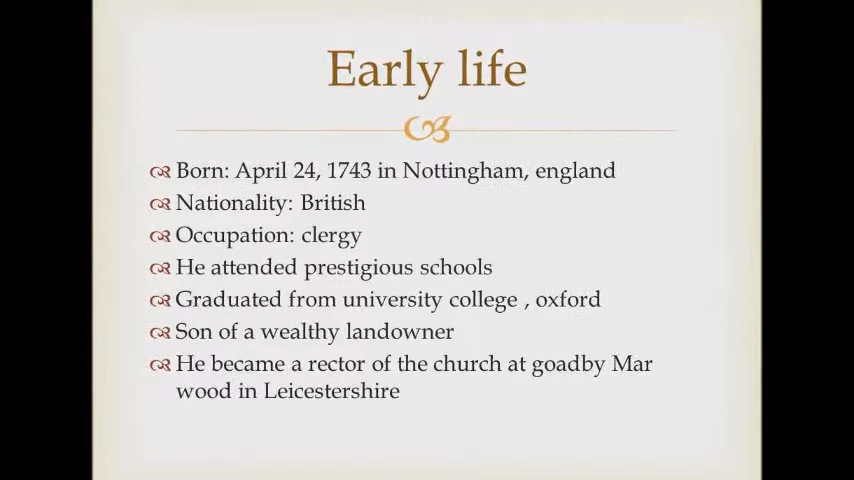 Early life
Born: April 24, 1743 in Nottingham, england
Nationality: British
Occupation: clergy
He attended prestigious schools
Graduated from university college , oxford
Son of a wealthy landowner
He became a rector of the church at goadby Mar
wood in Leicestershire